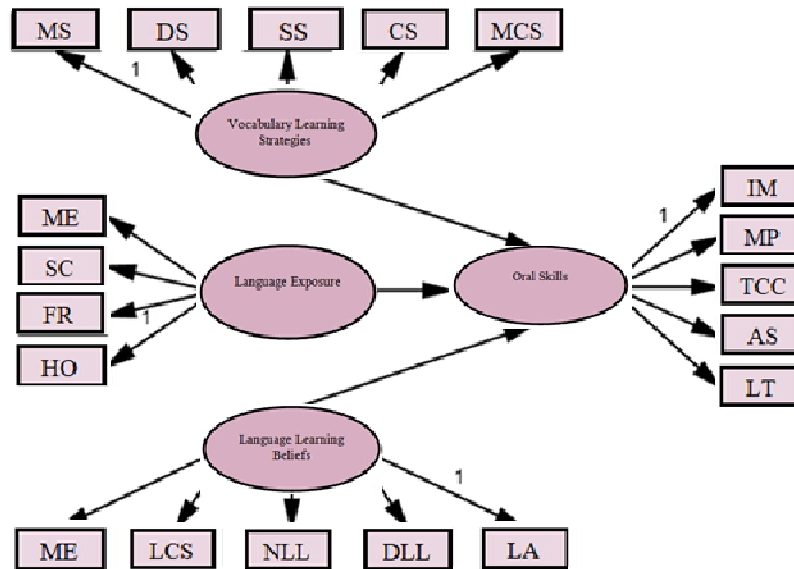 MS
DS
SS
CS
MCS
1
Vocabulary Learning
Strategies
IM
1
ME
MP
SC
Language Exposure
Oral Skills
TCC
FR
1
AS
HO
LT
Language Learning
Beliefs
1
ME
LCS
NLL
DLL
LA